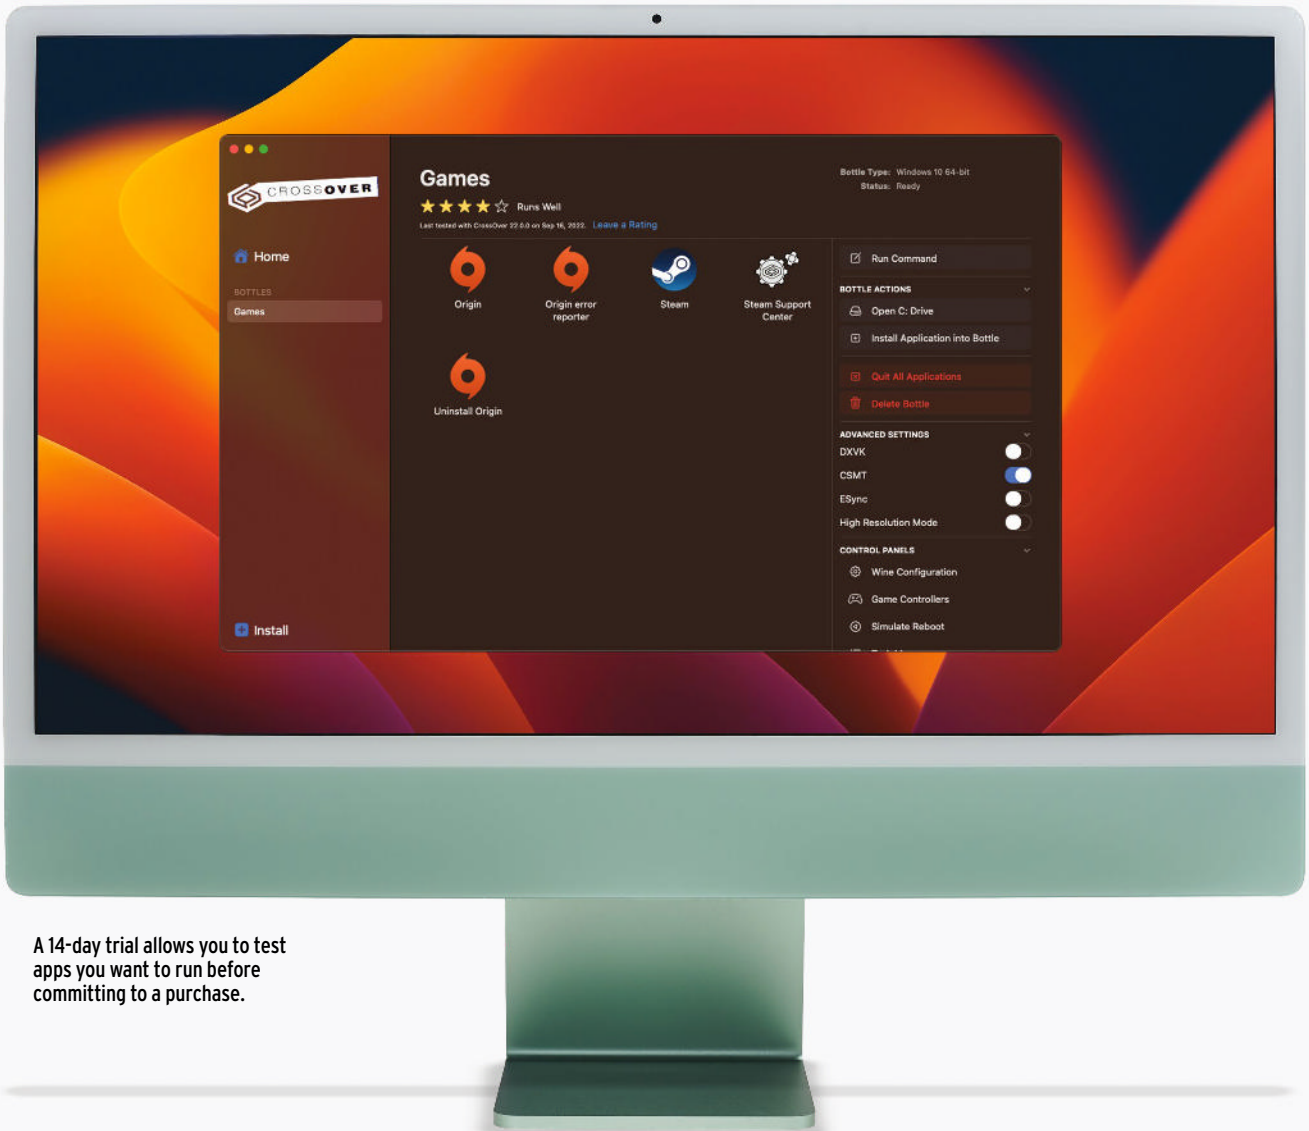 CROSSOVER
Home
BOTTLES
Games
Install
Games
Runs Well
Last tested with CrossOver 22.0.0 on Sep 16, 2022. Leave a Rating
Origin
Origin error
reporter
Steam
Steam Support
Center
Uninstall Origin
Bottle Type: Windows 10 64-bit
Status: Ready
Run Command
BOTTLE ACTIONS
Open C: Drive
Install Application into Bottle
Quit All Applications
Delete Bottle
ADVANCED SETTINGS
DXVK
CSMT
ESync
High Resolution Mode
CONTROL PANELS
Wine Configuration
Game Controllers
Simulate Reboot
A 14-day trial allows you to test
apps you want to run before
committing to a purchase.